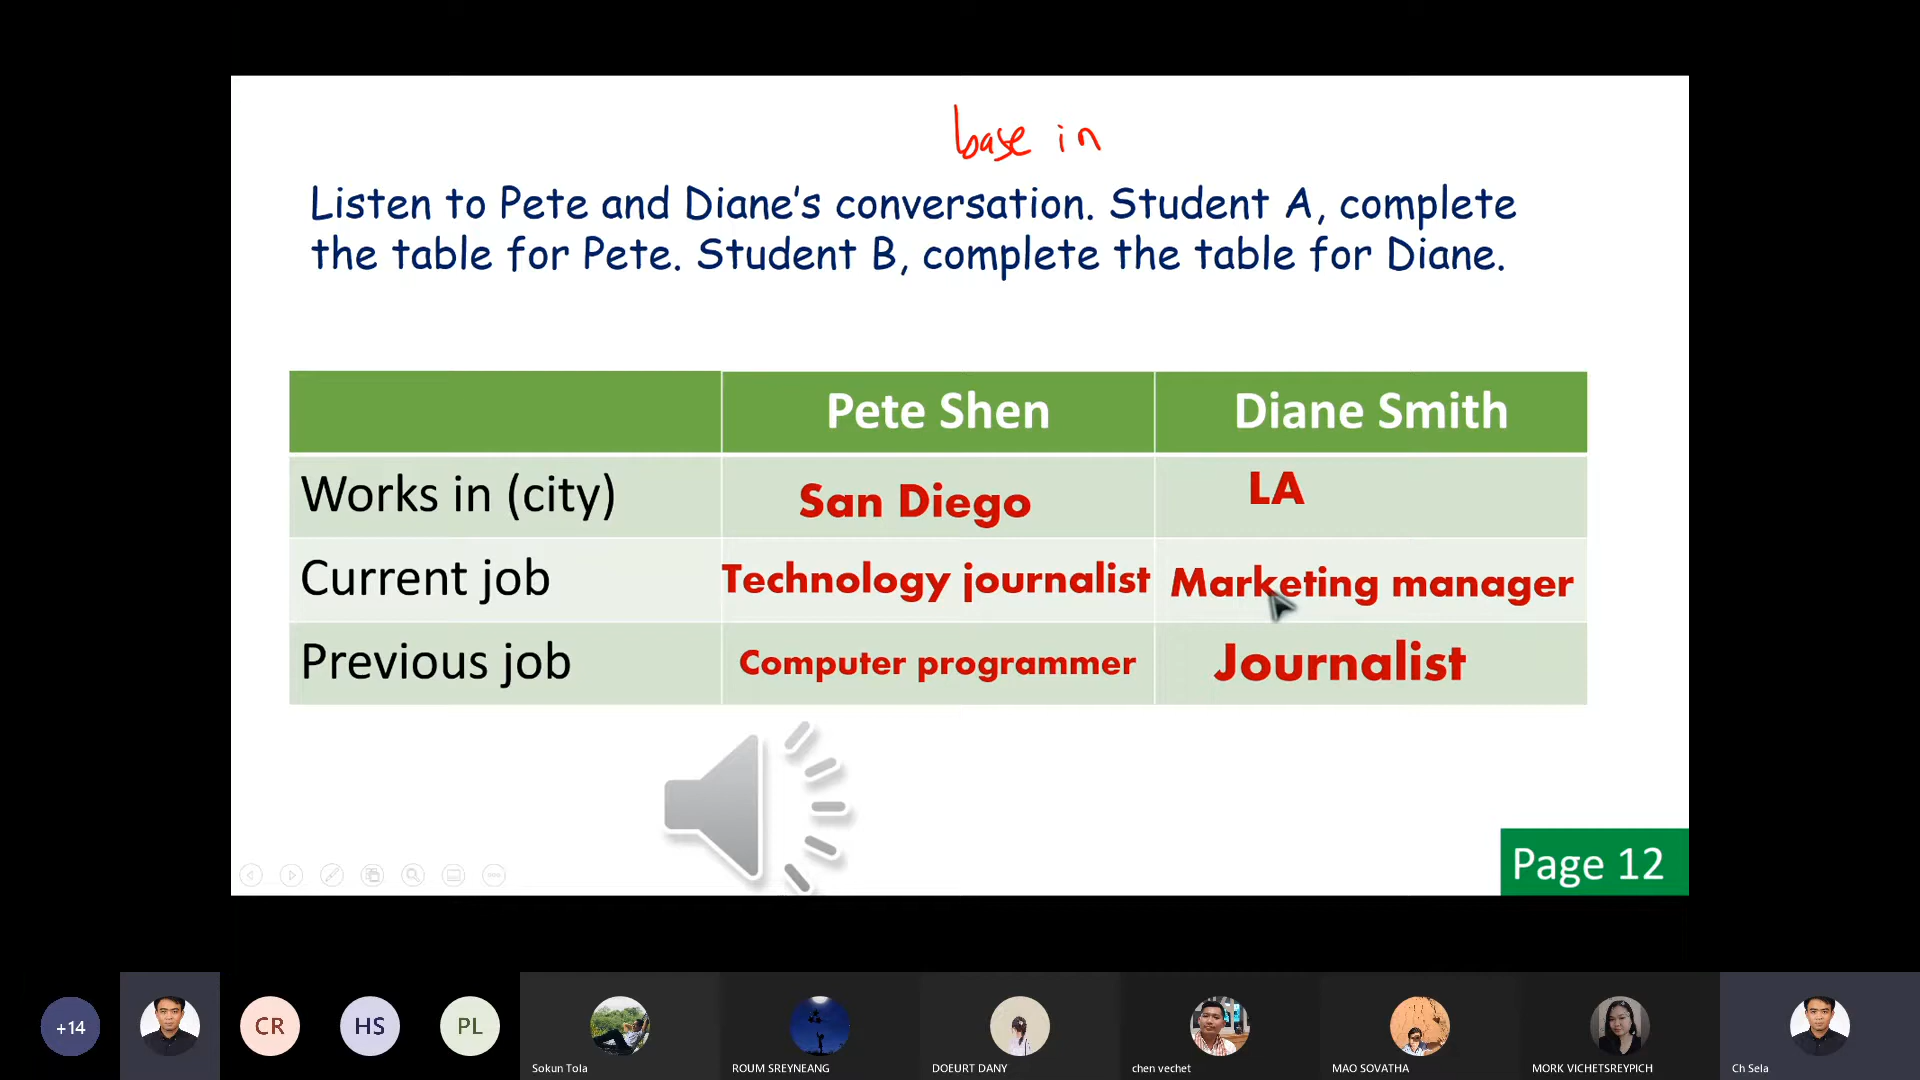 base in
Listen to Pete and Diane's conversation. Student A, complete
the table for Pete. Student B, complete the table for Diane.
Pete Shen Diane Smith
Works in (city) San Diego LA
Current job Technology journalist Marketing manager
Previous job Computer programmer Journalist
Page 12
+14 CR HS PL
Sokun Tola ROUM SREYNEANG DOEURT DANY chen vechet MAO SOVATHA MORK VICHETSREYPICH Ch Sela